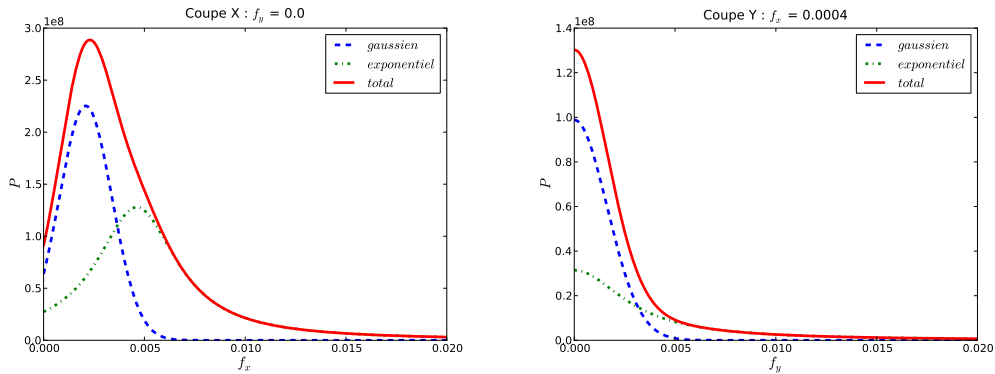 Coupe X : f_y = 0.0
1e8
3.0
2.5
2.0
1.5
1.0
0.5
0.0
P
gaussien
exponentiel
total
0.000 0.005 0.010 0.015 0.020
f_x
Coupe Y : f_x = 0.0004
1e8
1.4
1.2
1.0
0.8
0.6
0.4
0.2
0.0
P
gaussien
exponentiel
total
0.000 0.005 0.010 0.015 0.020
f_y